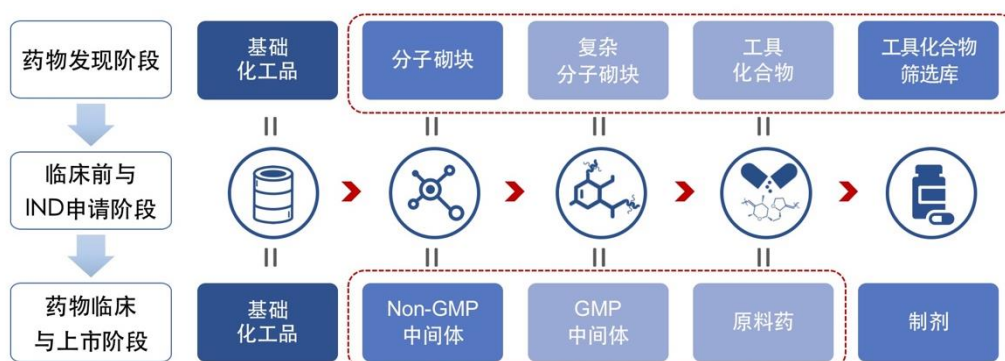 药物发现阶段
基础
化工品
分子砌块
复杂
分子砌块
工具
化合物
工具化合物
筛选库
临床前与
IND申请阶段
药物临床
与上市阶段
基础
化工品
Non-GMP
中间体
GMP
中间体
原料药
制剂